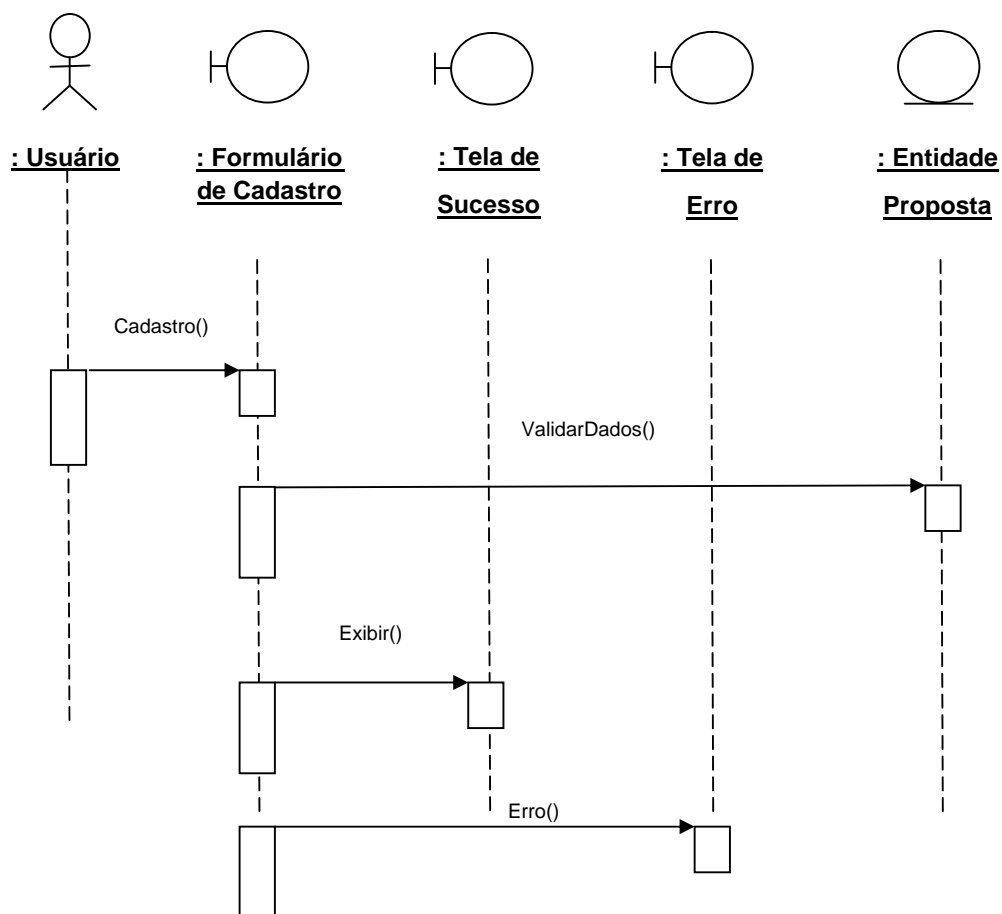 : Usuário
: Formulário
de Cadastro
: Tela de
Sucesso
: Tela de
Erro
: Entidade
Proposta
Cadastro()
ValidarDados()
Exibir()
Erro()